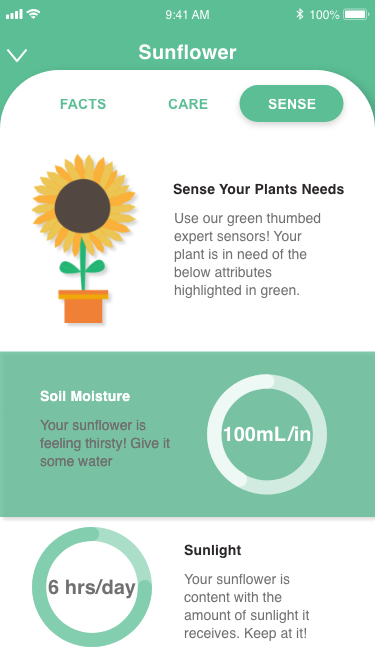 9:41 AM
100%
Sunflower
FACTS
CARE
SENSE
Sense Your Plants Needs
Use our green thumbed
expert sensors! Your
plant is in need of the
below attributes
highlighted in green.
Soil Moisture
Your sunflower is
feeling thirsty! Give it
some water
100mL/in
6 hrs/day
Sunlight
Your sunflower is
content with the
amount of sunlight it
receives. Keep at it!